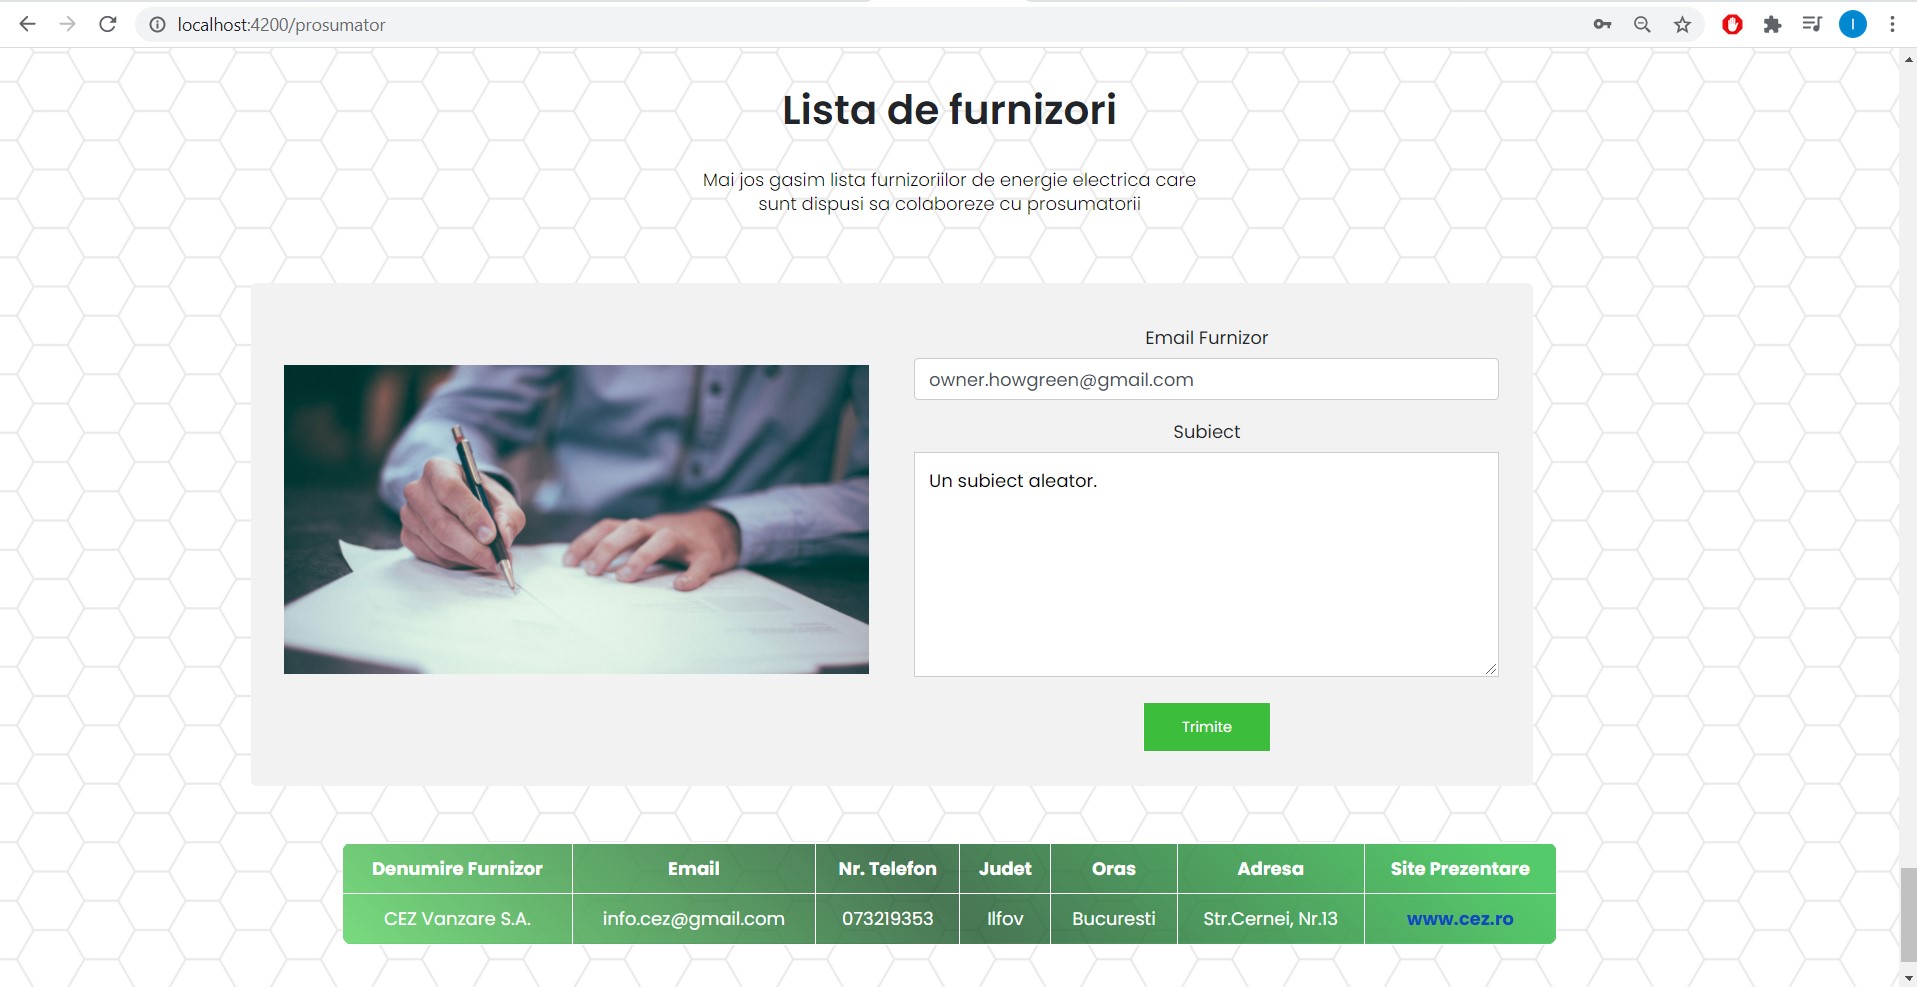 localhost:4200/prosumator
I
Lista de furnizori
Mai jos gasim lista furnizoriilor de energie electrica care
sunt dispusi sa colaboreze cu prosumatorii
Email Furnizor
owner.howgreen@gmail.com
Subiect
Un subiect aleator.
Trimite
Denumire Furnizor Email Nr. Telefon Judet Oras Adresa Site Prezentare
CEZ Vanzare S.A. info.cez@gmail.com 073219353 Ilfov Bucuresti Str.Cernei, Nr.13 www.cez.ro